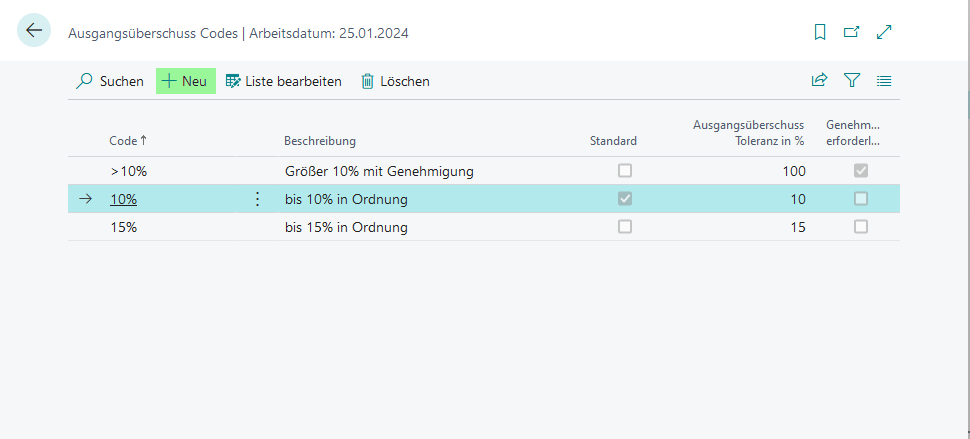 Ausgangsüberschuss Codes | Arbeitsdatum: 25.01.2024
Suchen Neu Liste bearbeiten Löschen
Code ↑ Beschreibung Standard Ausgangsüberschuss Toleranz in % Genehm... erforderl...
>10% Größer 10% mit Genehmigung 100
10% bis 10% in Ordnung 10
15% bis 15% in Ordnung 15